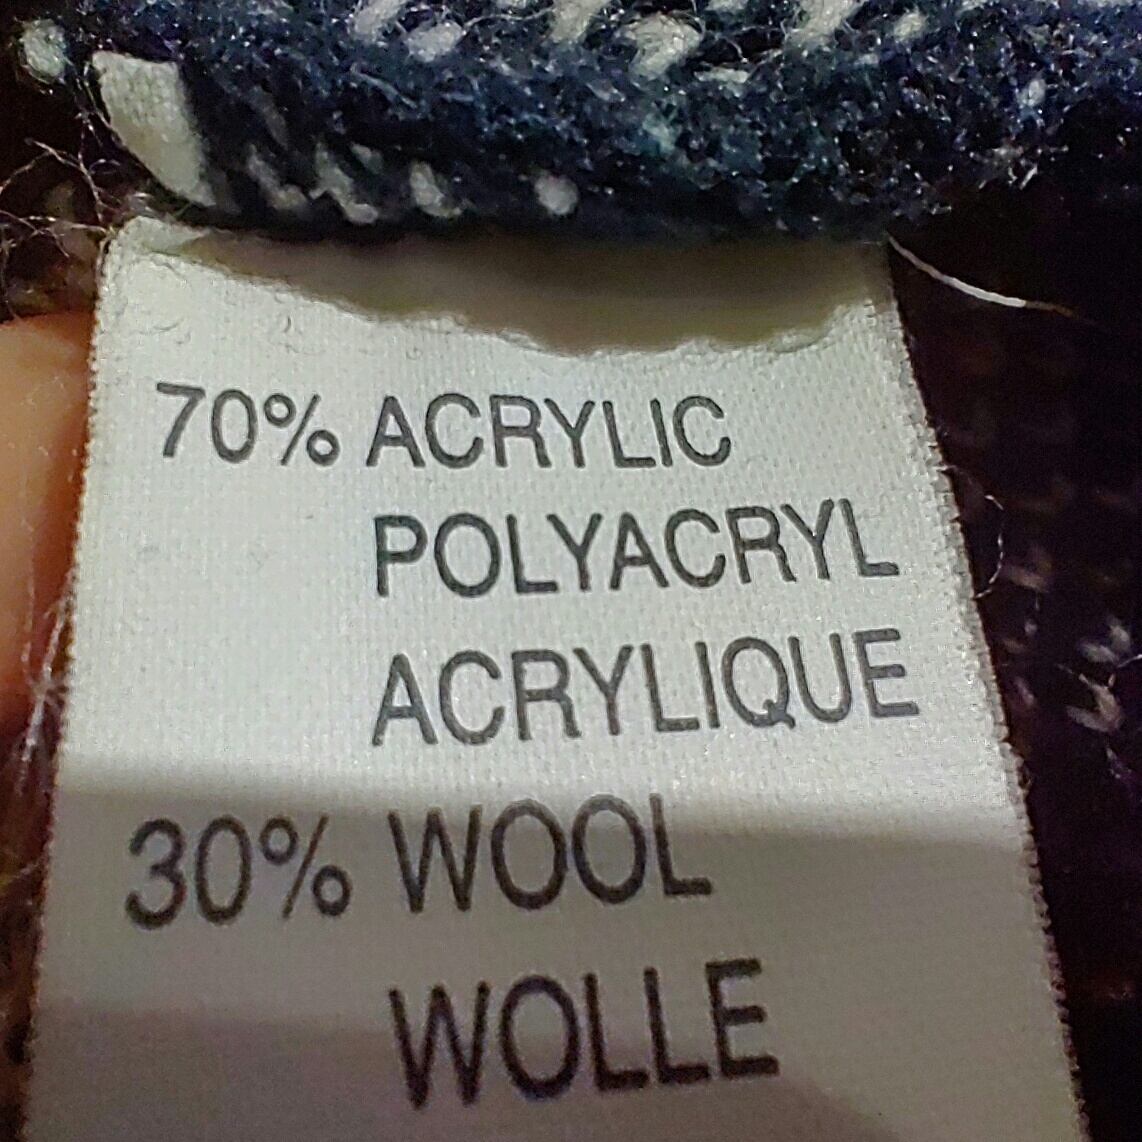 70% ACRYLIC
POLYACRYL
ACRYLIQUE
30% WOOL
WOLLE